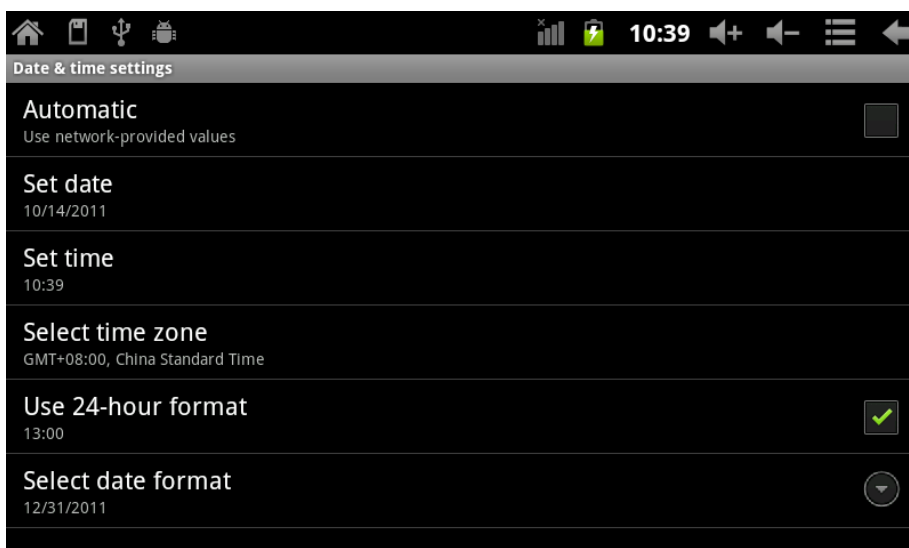 10:39
Date & time settings
Automatic
Use network-provided values
Set date
10/14/2011
Set time
10:39
Select time zone
GMT+08:00, China Standard Time
Use 24-hour format
13:00
Select date format
12/31/2011